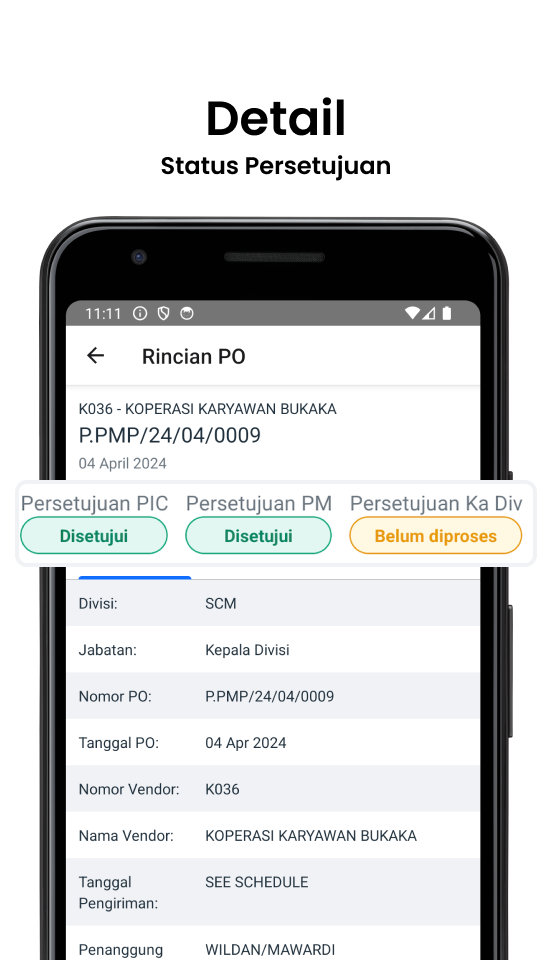 Detail
Status Persetujuan
11:11
Rincian PO
K036 - KOPERASI KARYAWAN BUKAKA
P.PMP/24/04/0009
04 April 2024
Persetujuan PIC Persetujuan PM Persetujuan Ka Div
Disetujui Disetujui Belum diproses
Divisi: SCM
Jabatan: Kepala Divisi
Nomor PO: P.PMP/24/04/0009
Tanggal PO: 04 Apr 2024
Nomor Vendor: K036
Nama Vendor: KOPERASI KARYAWAN BUKAKA
Tanggal SEE SCHEDULE
Pengiriman:
Penanggung WILDAN/MAWARDI